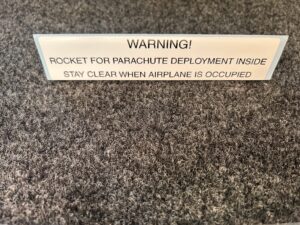 WARNING!
ROCKET FOR PARACHUTE DEPLOYMENT INSIDE
STAY CLEAR WHEN AIRPLANE IS OCCUPIED